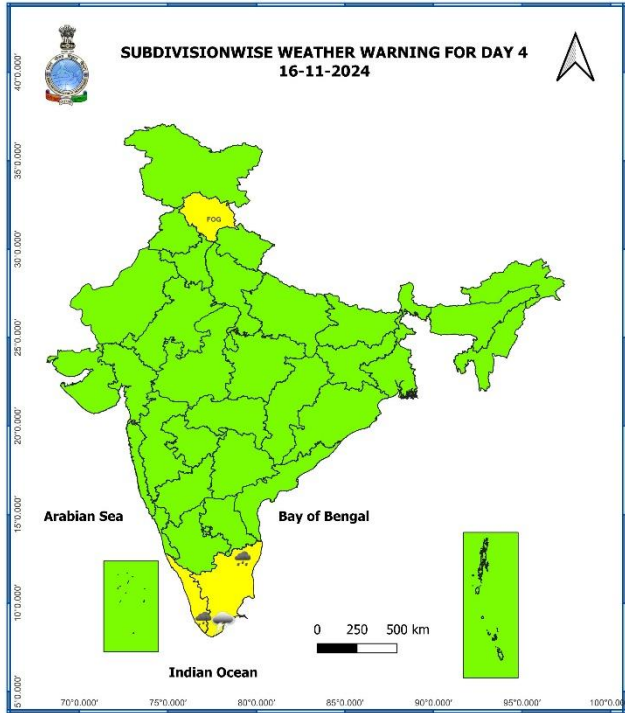 SUBDIVISIONWISE WEATHER WARNING FOR DAY 4
16-11-2024
40°0.000'
35°0.000'
FOG
30°0.000'
25°0.000'
20°0.000'
Arabian Sea
Bay of Bengal
15°0.000'
10°0.000'
0 250 500 km
Indian Ocean
5°0.000'
70°0.000' 75°0.000' 80°0.000' 85°0.000' 90°0.000' 95°0.000' 100°0.00